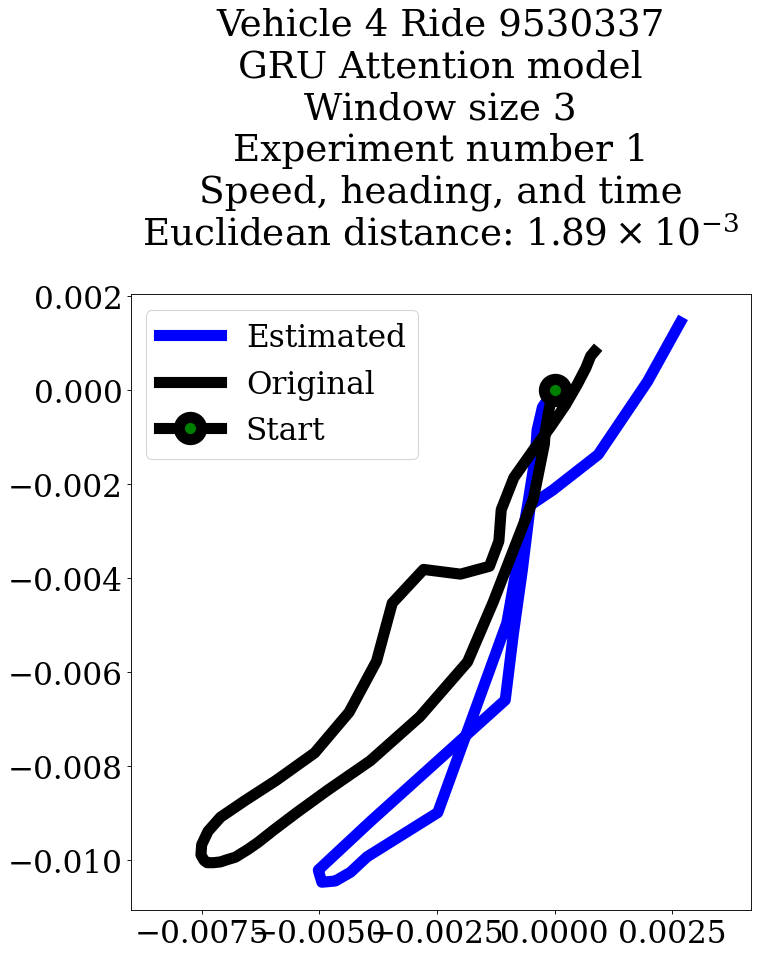 Vehicle 4 Ride 9530337
GRU Attention model
Window size 3
Experiment number 1
Speed, heading, and time
Euclidean distance: 1.89 × 10⁻³
0.002
Estimated
0.000
Original
Start
−0.002
−0.004
−0.006
−0.008
−0.010
−0.0075 −0.0050 −0.0025 0.0000 0.0025